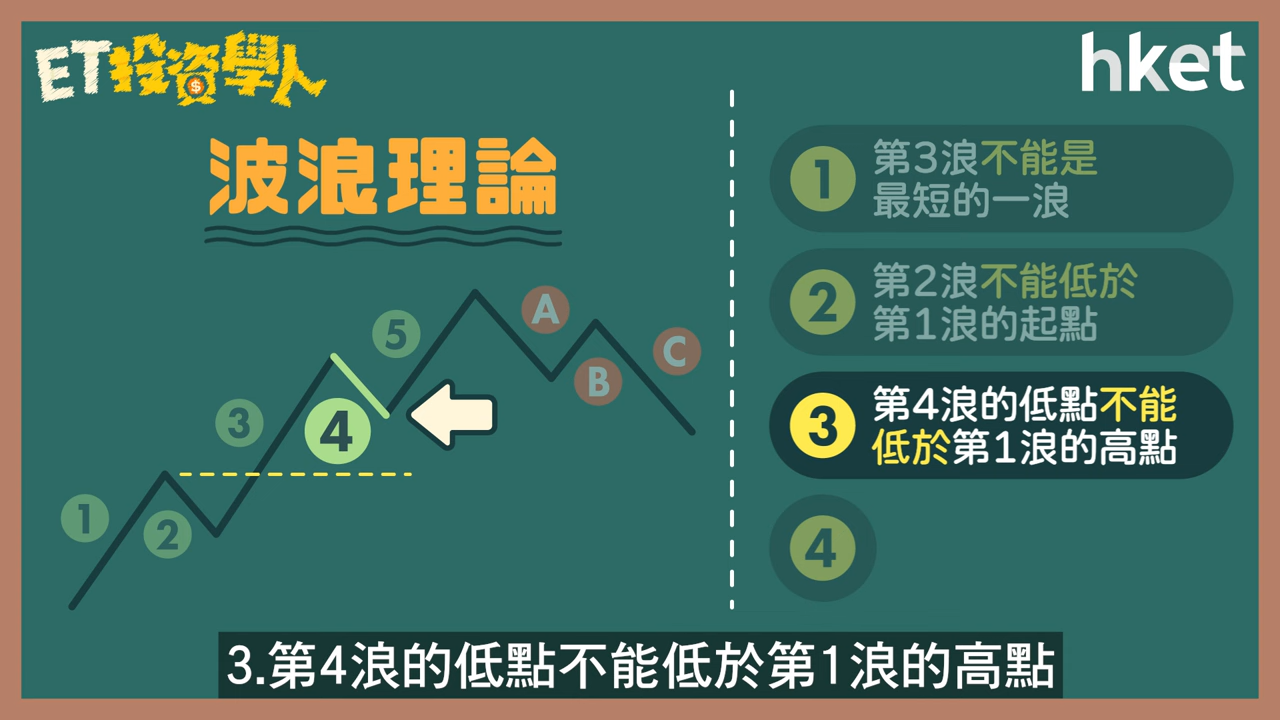 ET投資學人
hket
波浪理論
1
2
3
4
5
A
B
C
1
第3浪不能是
最短的一浪
2
第2浪不能低於
第1浪的起點
3
第4浪的低點不能
低於第1浪的高點
4
3.第4浪的低點不能低於第1浪的高點